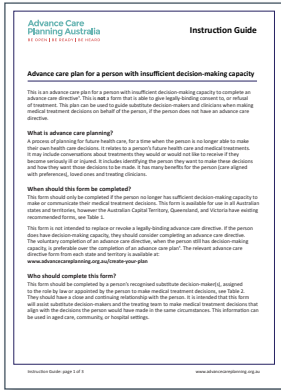 Advance Care
Planning Australia
BE OPEN | BE READY | BE HEARD
Instruction Guide
Advance care plan for a person with insufficient decision-making capacity
This is an advance care plan for a person with insufficient decision-making capacity to complete an
advance care directive". This is not a form that is able to give legally-binding consent to, or refusal
of treatment. This plan can be used to guide substitute decision-makers and clinicians when making
medical treatment decisions on behalf of the person, if the person does not have an advance care
directive.
What is advance care planning?
A process of planning for future health care, for a time when the person is no longer able to make
their own health care decisions. It relates to a person's future health care and medical treatments.
It may include conversations about treatments they would or would not like to receive if they
become seriously ill or injured. It includes identifying the person they want to make these decisions
and how they want those decisions to be made. It has many benefits for the person (care aligned
with preferences), loved ones and treating clinicians.
When should this form be completed?
This form should only be completed if the person no longer has sufficient decision-making capacity to
make or communicate their medical treatment decisions. This form is available for use in all Australian
states and territories, however the Australian Capital Territory, Queensland, and Victoria have existing
recommended forms, see Table 1.
This form is not intended to replace or revoke a legally-binding advance care directive. If the person
does have decision-making capacity, they should consider completing an advance care directive.
The voluntary completion of an advance care directive, when the person still has decision-making
capacity, is preferable over the completion of an advance care plan". The relevant advance care
directive form from each state and territory is available at:
www.advancecareplanning.org.au/create-your-plan
Who should complete this form?
This form should be completed by a person's recognised substitute decision-maker(s), assigned
to the role by law or appointed by the person to make medical treatment decisions, see Table 2.
They should have a close and continuing relationship with the person. It is intended that this form
will assist substitute decision-makers and the treating team to make medical treatment decisions that
align with the decisions the person would have made in the same circumstances. This information can
be used in aged care, community, or hospital settings.
Instruction Guide: page 1 of 3
www.advancecareplanning.org.au